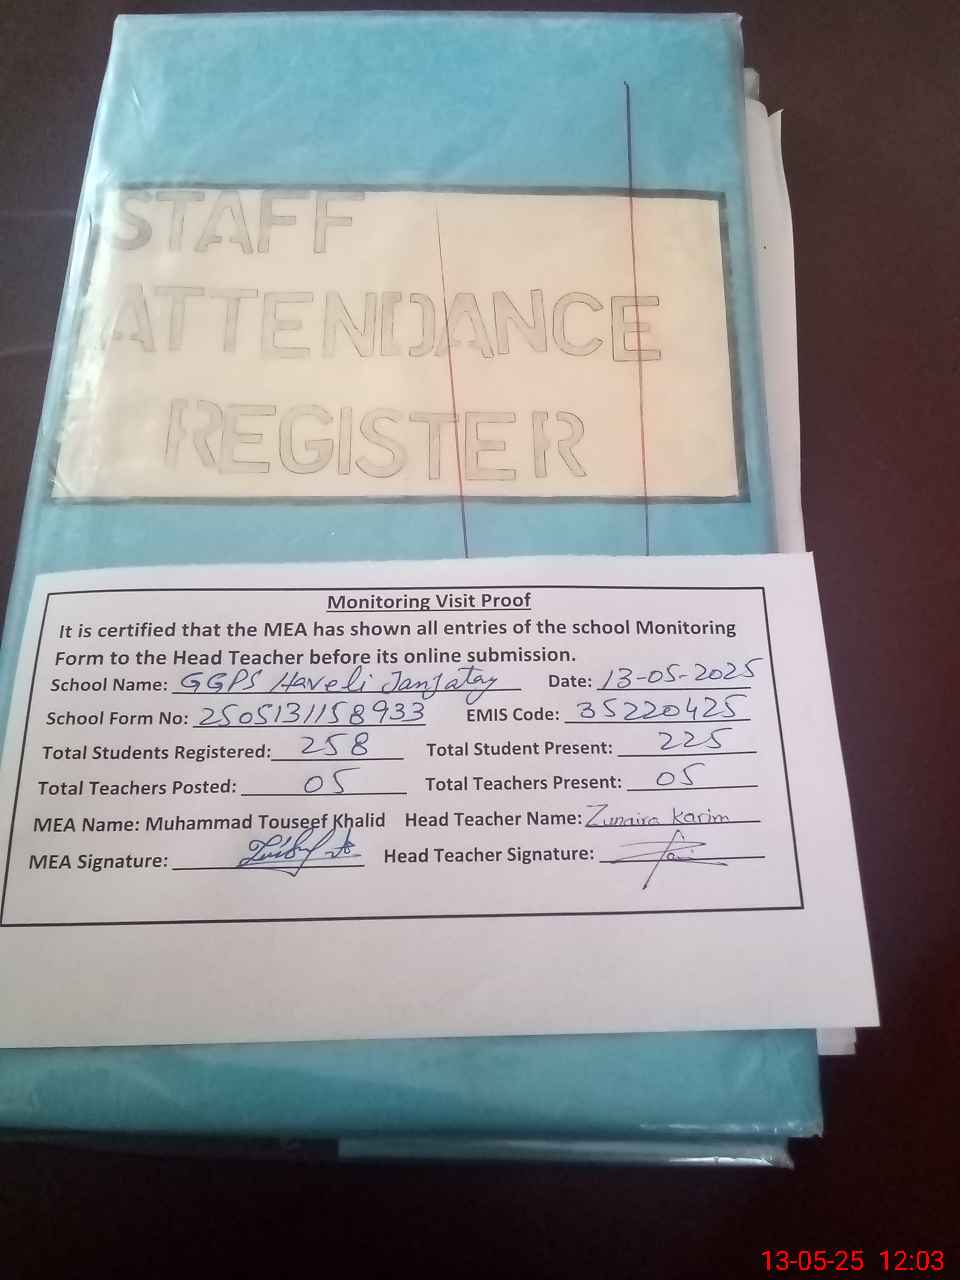 STAFF
ATTENDANCE
REGISTER
Monitoring Visit Proof
It is certified that the MEA has shown all entries of the school Monitoring
Form to the Head Teacher before its online submission.
School Name: GGPS Haveli Janjatay Date: 13-05-2025
School Form No: 2505131158933 EMIS Code: 35220425
Total Students Registered: 258 Total Student Present: 225
Total Teachers Posted: 05 Total Teachers Present: 05
MEA Name: Muhammad Touseef Khalid Head Teacher Name: Zunaira Karim
MEA Signature: Head Teacher Signature:
13-05-25 12:03